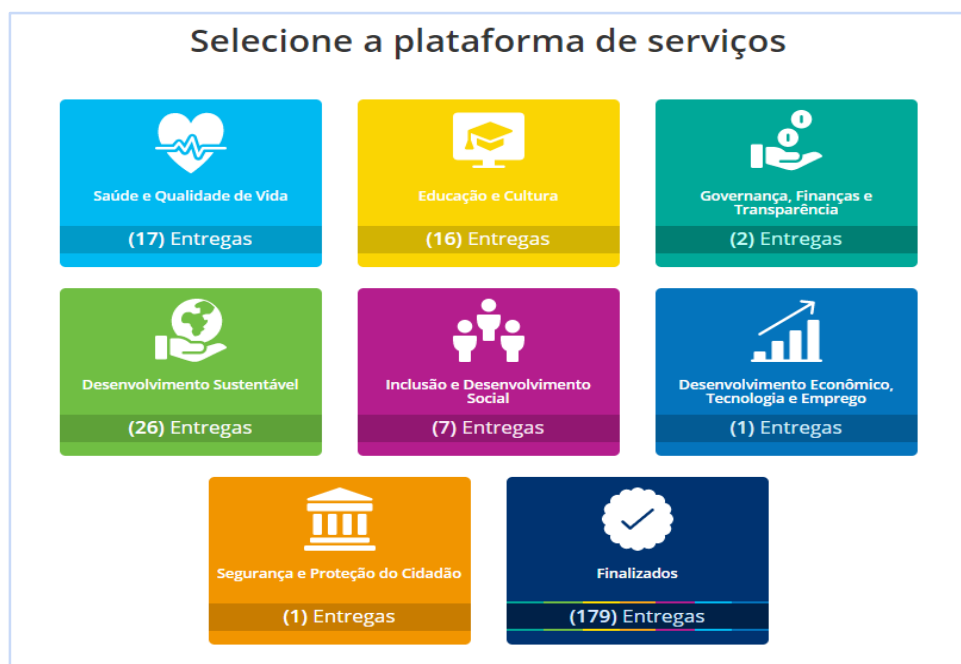 Selecione a plataforma de serviços
Saúde e Qualidade de Vida
(17) Entregas
Educação e Cultura
(16) Entregas
Governança, Finanças e
Transparência
(2) Entregas
Desenvolvimento Sustentável
(26) Entregas
Inclusão e Desenvolvimento
Social
(7) Entregas
Desenvolvimento Econômico,
Tecnologia e Emprego
(1) Entregas
Segurança e Proteção do Cidadão
(1) Entregas
Finalizados
(179) Entregas